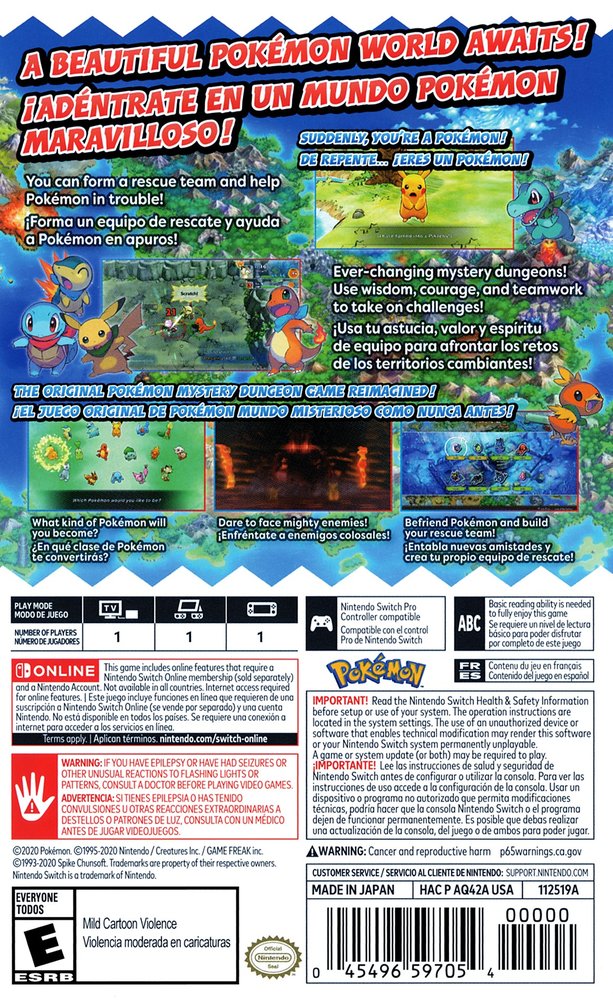 A BEAUTIFUL POKÉMON WORLD AWAITS!
¡ADÉNTRATE EN UN MUNDO POKÉMON
MARAVILLOSO!
SUDDENLY, YOU'RE A POKÉMON!
DE REPENTE... ¡ERES UN POKÉMON!
You can form a rescue team and help
Pokémon in trouble!
¡Forma un equipo de rescate y ayuda
a Pokémon en apuros!
Scratch!
Ever-changing mystery dungeons!
Use wisdom, courage, and teamwork
to take on challenges!
¡Usa tu astucia, valor y espíritu
de equipo para afrontar los retos
de los territorios cambiantes!
THE ORIGINAL POKÉMON MYSTERY DUNGEON GAME REIMAGINED!
¡EL JUEGO ORIGINAL DE POKÉMON MUNDO MISTERIOSO COMO NUNCA ANTES!
Which Pokémon would you like to be?
What kind of Pokémon will
you become?
¿En qué clase de Pokémon
te convertirás?
Dare to face mighty enemies!
¡Enfréntate a enemigos colosales!
Befriend Pokémon and build
your rescue team!
¡Entabla nuevas amistades y
crea tu propio equipo de rescate!
PLAY MODE
MODO DE JUEGO
TV
NUMBER OF PLAYERS
NÚMERO DE JUGADORES
1
1
1
Nintendo Switch Pro
Controller compatible
Compatible con el control
Pro de Nintendo Switch
ABC
Basic reading ability is needed
to fully enjoy this game
Se requiere un nivel de lectura
básico para poder disfrutar
por completo de este juego
ONLINE
This game includes online features that require a
Nintendo Switch Online membership (sold separately)
and a Nintendo Account. Not available in all countries. Internet access required
for online features. | Este juego incluye funciones en línea que requieren de una
suscripción a Nintendo Switch Online (se vende por separado) y una cuenta
Nintendo. No está disponible en todos los países. Se requiere una conexión a
internet para acceder a los servicios en línea.
Terms apply. | Aplican términos. nintendo.com/switch-online
POKÉMON
FR
ES
Contenu du jeu en français
Contenido del juego en español
IMPORTANT! Read the Nintendo Switch Health & Safety Information
before setup or use of your system. The operation instructions are
located in the system settings. The use of an unauthorized device or
software that enables technical modification may render this software
or your Nintendo Switch system permanently unplayable.
A game or system update (or both) may be required to play.
¡IMPORTANTE! Lee las instrucciones de salud y seguridad de
Nintendo Switch antes de configurar o utilizar la consola. Para ver las
instrucciones de uso accede a la configuración de la consola. Usar un
dispositivo o programa no autorizado que permita modificaciones
técnicas, podría hacer que la consola Nintendo Switch o el programa
dejen de funcionar permanentemente. Es posible que debas realizar
una actualización de la consola, del juego o de ambos para poder jugar.
WARNING: IF YOU HAVE EPILEPSY OR HAVE HAD SEIZURES OR
OTHER UNUSUAL REACTIONS TO FLASHING LIGHTS OR
PATTERNS, CONSULT A DOCTOR BEFORE PLAYING VIDEO GAMES.
ADVERTENCIA: SI TIENES EPILEPSIA O HAS TENIDO
CONVULSIONES U OTRAS REACCIONES EXTRAORDINARIAS A
DESTELLOS O PATRONES DE LUZ, CONSULTA CON UN MÉDICO
ANTES DE JUGAR VIDEOJUEGOS.
©2020 Pokémon. ©1995-2020 Nintendo / Creatures Inc. / GAME FREAK inc.
©1993-2020 Spike Chunsoft. Trademarks are property of their respective owners.
Nintendo Switch is a trademark of Nintendo.
WARNING: Cancer and reproductive harm p65warnings.ca.gov
CUSTOMER SERVICE / SERVICIO AL CLIENTE DE NINTENDO: SUPPORT.NINTENDO.COM
MADE IN JAPAN
HAC P AQ42A USA
112519A
EVERYONE
TODOS
E
ESRB
Mild Cartoon Violence
Violencia moderada en caricaturas
Official
Nintendo
Seal
00000
0 45496 59705 4